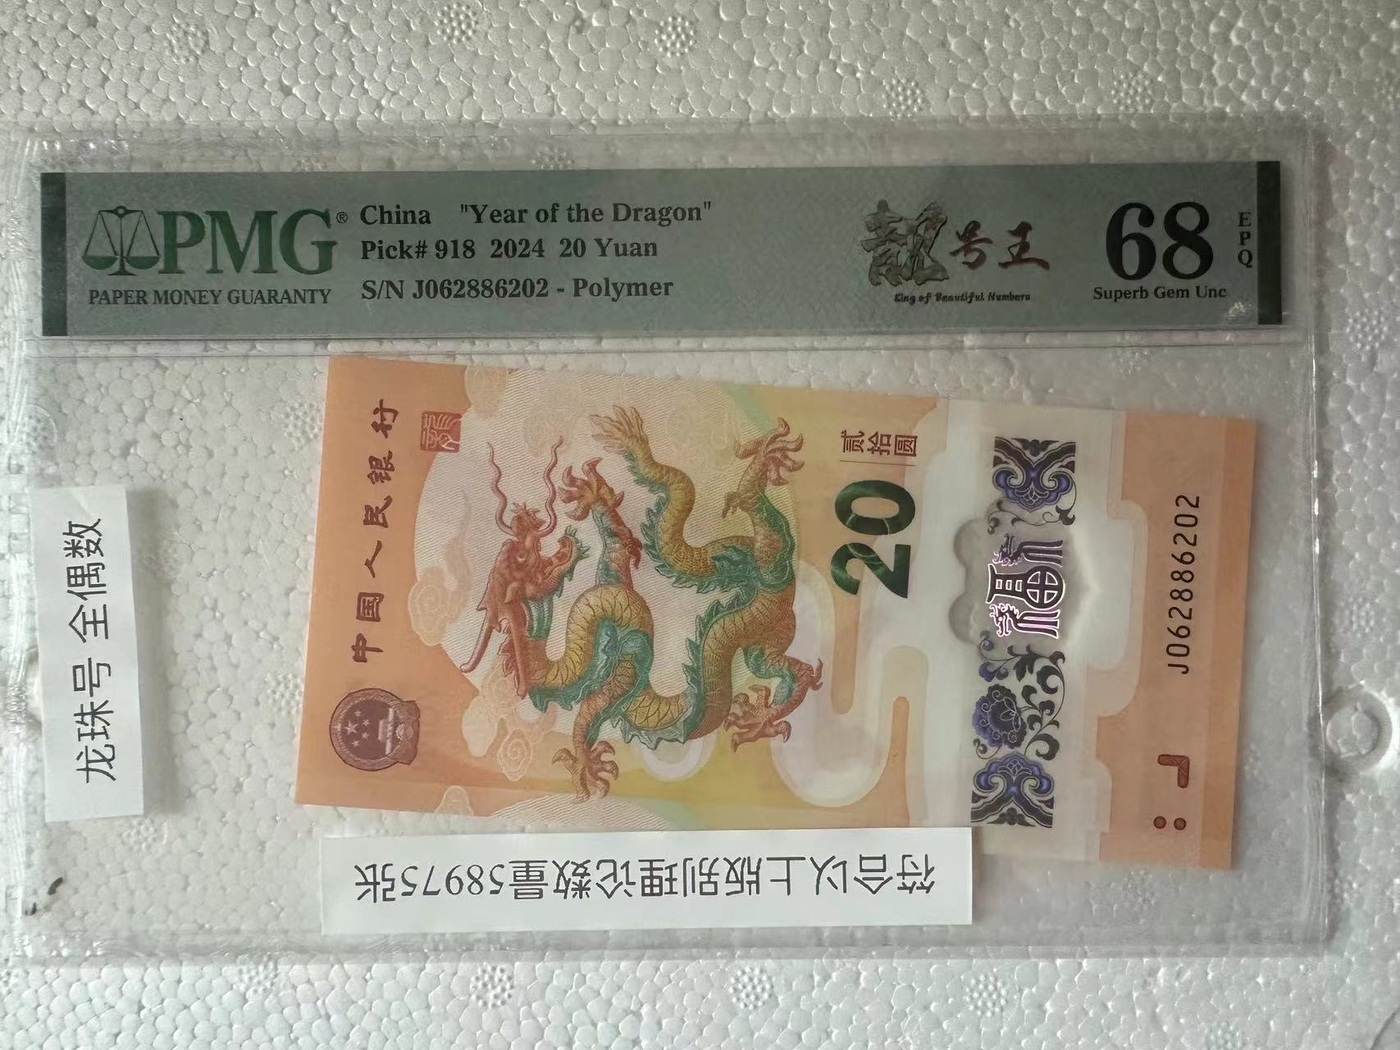 PMG®
PAPER MONEY GUARANTY
China "Year of the Dragon"
Pick# 918 2024 20 Yuan
S/N J062886202 - Polymer
靓号王
King of Beautiful Numbers
68
EPQ
Superb Gem Unc
龙珠号 全偶数
中国人民银行
贰拾圆
20
福
J062886202
符合以上版别理论数量58975张